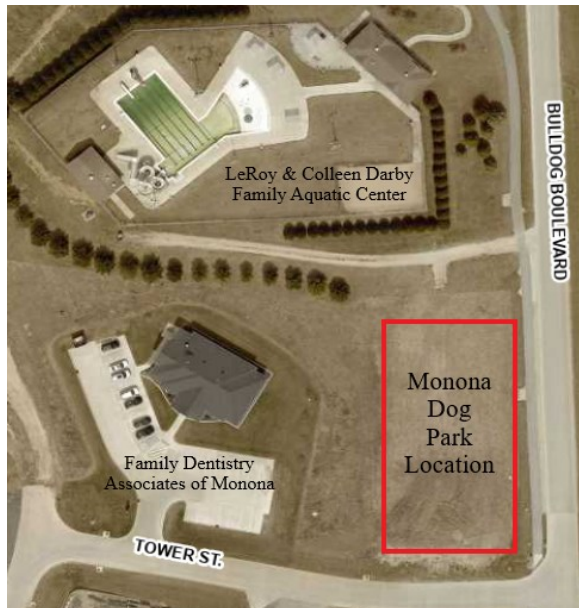 LeRoy & Colleen Darby
Family Aquatic Center
BULLDOG BOULEVARD
Monona
Dog
Park
Location
Family Dentistry
Associates of Monona
TOWER ST.